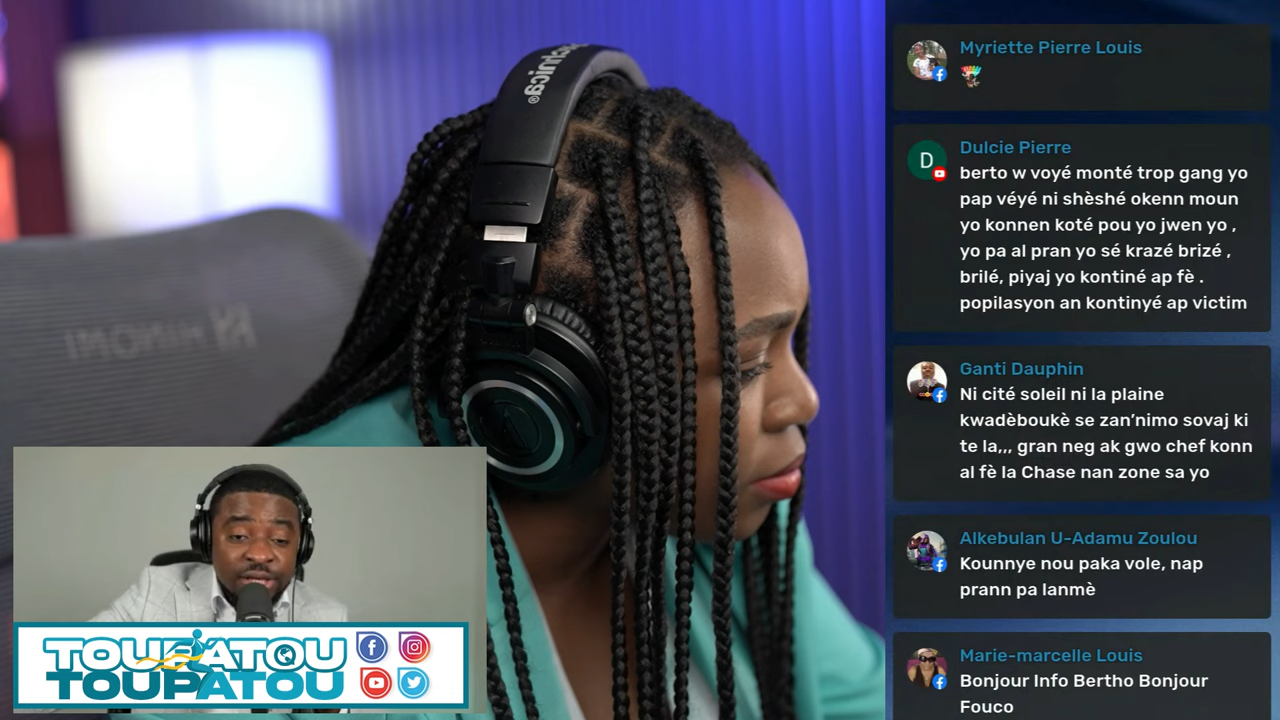 Myriette Pierre Louis
Dulcie Pierre
D
berto w voyé monté trop gang yo
pap véyé ni shèshé okenn moun
yo konnen koté pou yo jwen yo ,
yo pa al pran yo sé krazé brizé ,
brilé, piyaj yo kontiné ap fè .
popilasyon an kontinyé ap victim
Ganti Dauphin
Ni cité soleil ni la plaine
kwadèboukè se zan’nimo sovaj ki
te la,,, gran neg ak gwo chef konn
al fè la Chase nan zone sa yo
Alkebulan U-Adamu Zoulou
Kounnye nou paka vole, nap
prann pa lanmè
Marie-marcelle Louis
Bonjour Info Bertho Bonjour
Fouco
TOUPATOU
TOUPATOU